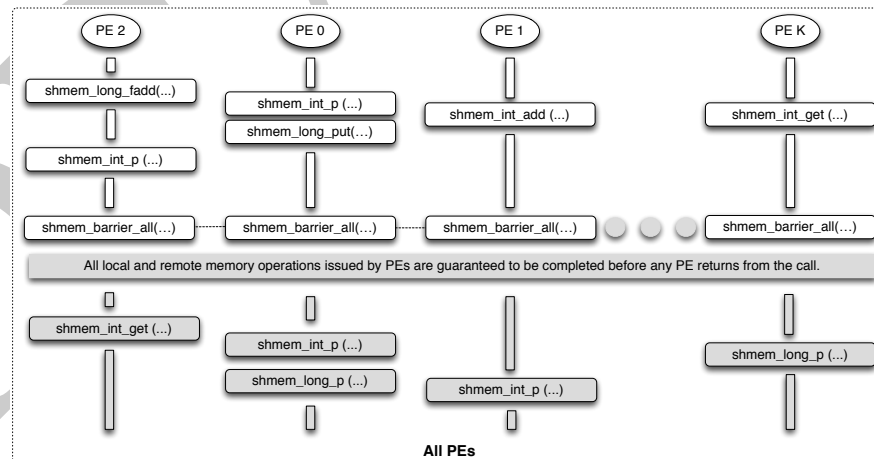 PE 2 PE 0 PE 1 PE K
shmem_long_fadd(...) shmem_int_p (...) shmem_int_add (...) shmem_int_get (...)
shmem_long_put(…)
shmem_int_p (...)
shmem_barrier_all(…) shmem_barrier_all(…) shmem_barrier_all(…) shmem_barrier_all(…)
All local and remote memory operations issued by PEs are guaranteed to be completed before any PE returns from the call.
shmem_int_get (...) shmem_int_p (...) shmem_long_p (...)
shmem_long_p (...) shmem_int_p (...)
All PEs